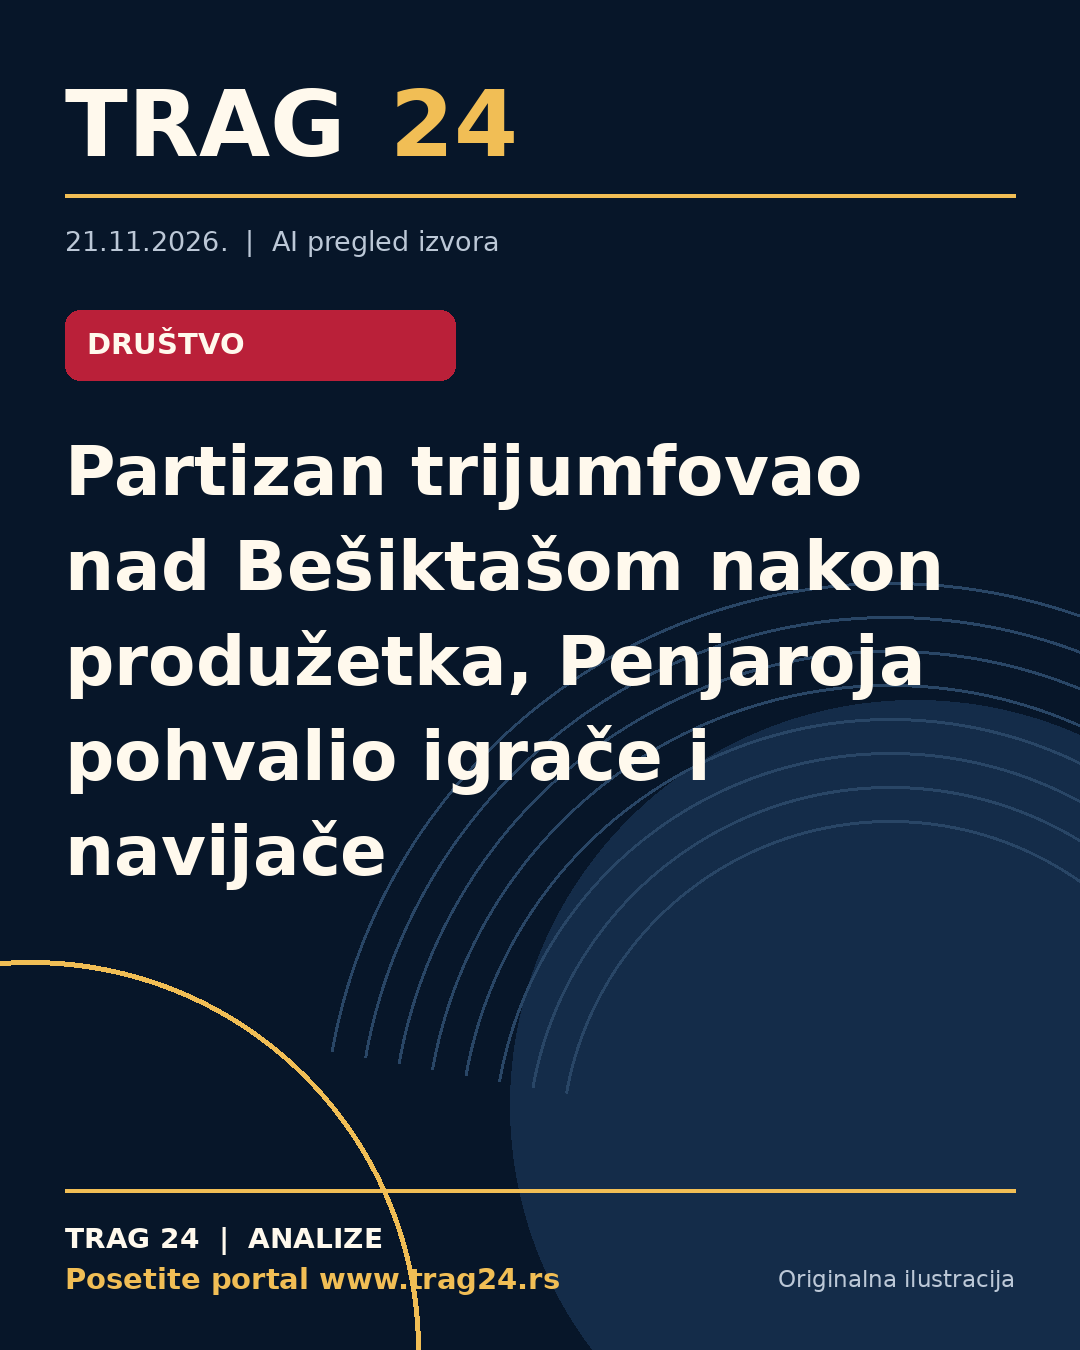 TRAG 24
21.11.2026. | AI pregled izvora
DRUŠTVO
Partizan trijumfovao
nad Bešiktašom nakon
produžetka, Penjaroja
pohvalio igrače i
navijače
TRAG 24 | ANALIZE
Posetite portal www.trag24.rs
Originalna ilustracija